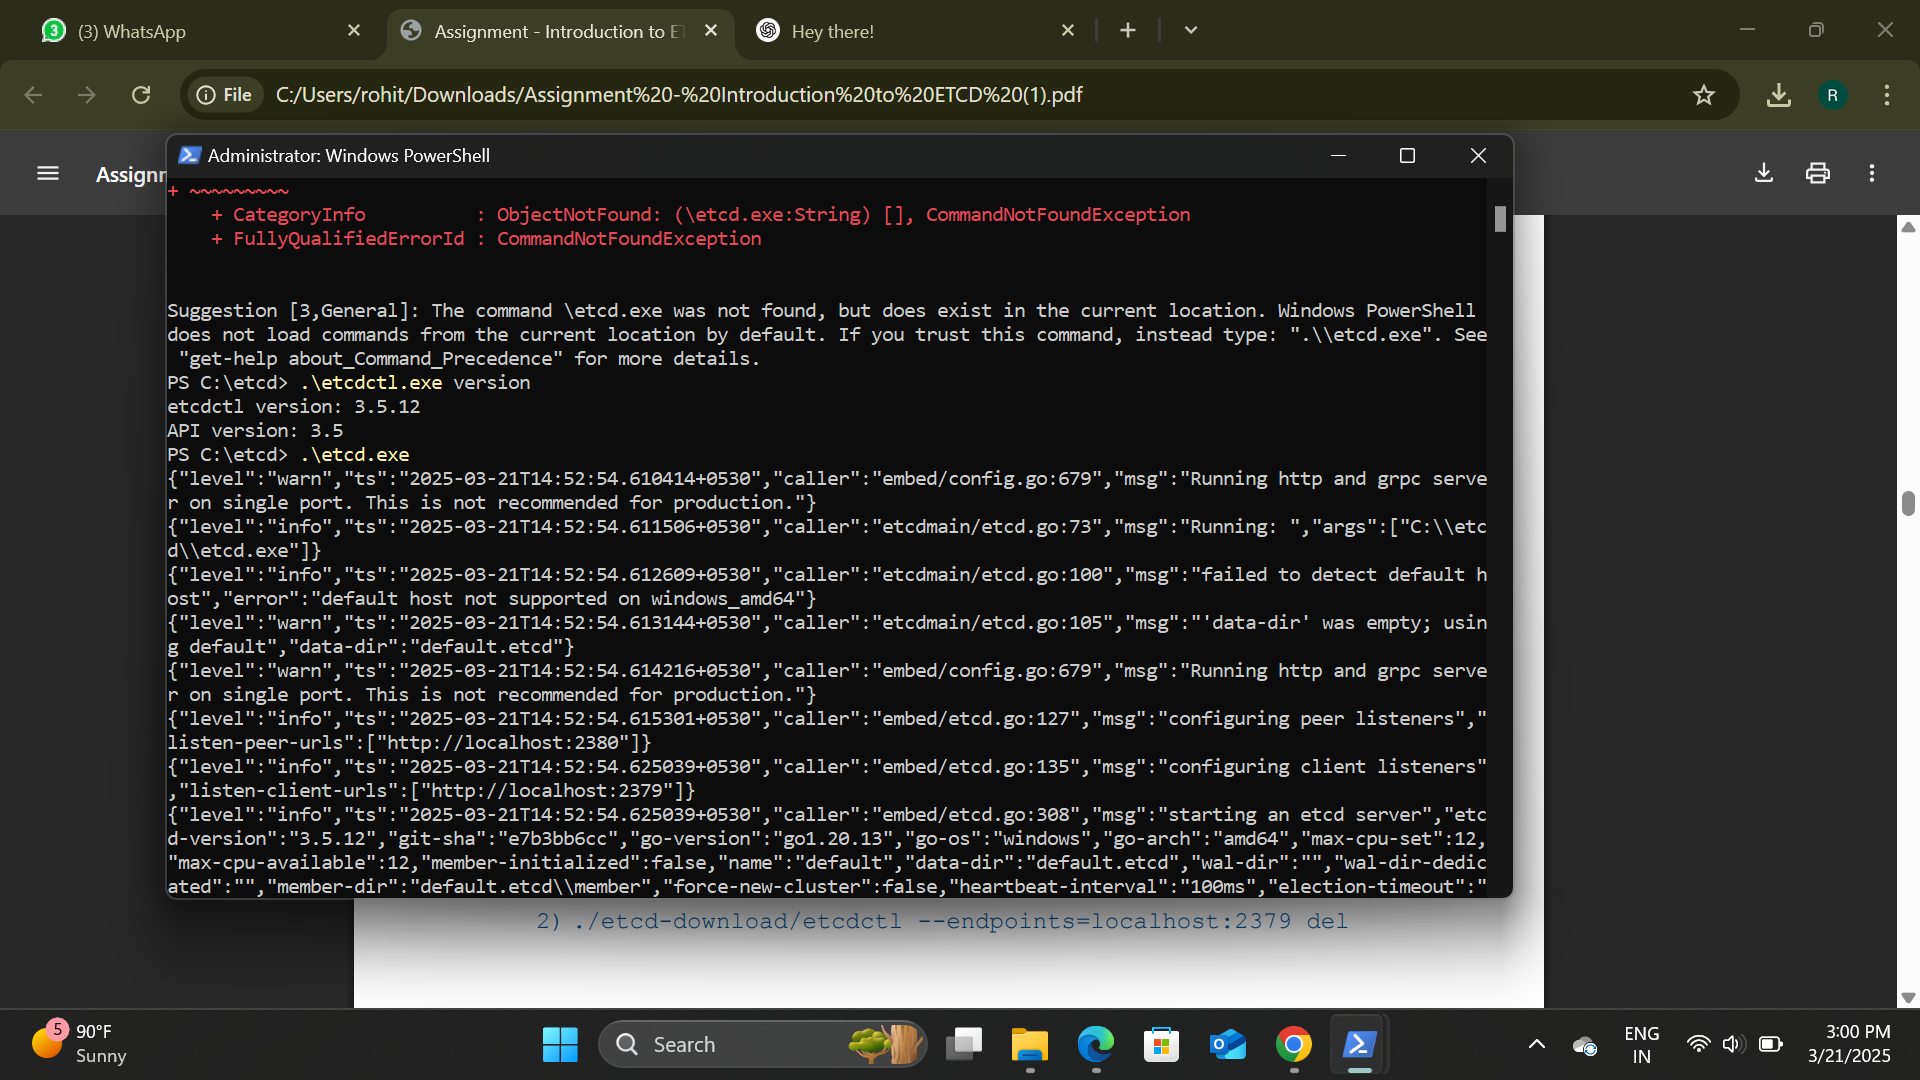 (3) WhatsApp
Assignment - Introduction to E
Hey there!
File
C:/Users/rohit/Downloads/Assignment%20-%20Introduction%20to%20ETCD%20(1).pdf
R
Assignm
Administrator: Windows PowerShell
+ ~~~~~~~~~
    + CategoryInfo          : ObjectNotFound: (\etcd.exe:String) [], CommandNotFoundException
    + FullyQualifiedErrorId : CommandNotFoundException
Suggestion [3,General]: The command \etcd.exe was not found, but does exist in the current location. Windows PowerShell
does not load commands from the current location by default. If you trust this command, instead type: ".\\etcd.exe". See
 "get-help about_Command_Precedence" for more details.
PS C:\etcd> .\etcdctl.exe version
etcdctl version: 3.5.12
API version: 3.5
PS C:\etcd> .\etcd.exe
{"level":"warn","ts":"2025-03-21T14:52:54.610414+0530","caller":"embed/config.go:679","msg":"Running http and grpc serve
r on single port. This is not recommended for production."}
{"level":"info","ts":"2025-03-21T14:52:54.611506+0530","caller":"etcdmain/etcd.go:73","msg":"Running: ","args":["C:\\etc
d\\etcd.exe"]}
{"level":"info","ts":"2025-03-21T14:52:54.612609+0530","caller":"etcdmain/etcd.go:100","msg":"failed to detect default h
ost","error":"default host not supported on windows_amd64"}
{"level":"warn","ts":"2025-03-21T14:52:54.613144+0530","caller":"etcdmain/etcd.go:105","msg":"'data-dir' was empty; usin
g default","data-dir":"default.etcd"}
{"level":"warn","ts":"2025-03-21T14:52:54.614216+0530","caller":"embed/config.go:679","msg":"Running http and grpc serve
r on single port. This is not recommended for production."}
{"level":"info","ts":"2025-03-21T14:52:54.615301+0530","caller":"embed/etcd.go:127","msg":"configuring peer listeners","
listen-peer-urls":["http://localhost:2380"]}
{"level":"info","ts":"2025-03-21T14:52:54.625039+0530","caller":"embed/etcd.go:135","msg":"configuring client listeners"
,"listen-client-urls":["http://localhost:2379"]}
{"level":"info","ts":"2025-03-21T14:52:54.625039+0530","caller":"embed/etcd.go:308","msg":"starting an etcd server","etc
d-version":"3.5.12","git-sha":"e7b3bb6cc","go-version":"go1.20.13","go-os":"windows","go-arch":"amd64","max-cpu-set":12,
"max-cpu-available":12,"member-initialized":false,"name":"default","data-dir":"default.etcd","wal-dir":"","wal-dir-dedic
ated":"","member-dir":"default.etcd\\member","force-new-cluster":false,"heartbeat-interval":"100ms","election-timeout":"
2) ./etcd-download/etcdctl --endpoints=localhost:2379 del
5
90°F
Sunny
Search
ENG
IN
3:00 PM
3/21/2025